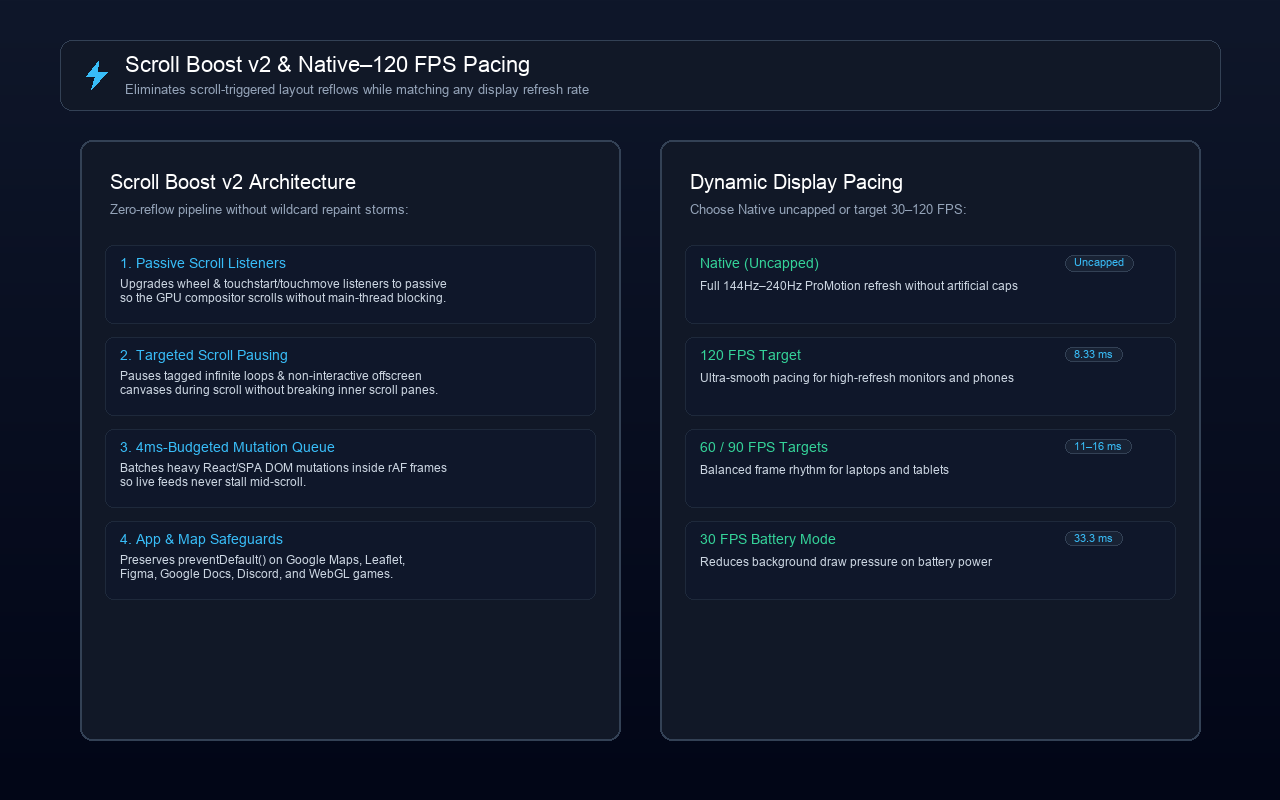 Scroll Boost v2 & Native–120 FPS Pacing
Eliminates scroll-triggered layout reflows while matching any display refresh rate
Scroll Boost v2 Architecture
Zero-reflow pipeline without wildcard repaint storms:
1. Passive Scroll Listeners
Upgrades wheel & touchstart/touchmove listeners to passive
so the GPU compositor scrolls without main-thread blocking.
2. Targeted Scroll Pausing
Pauses tagged infinite loops & non-interactive offscreen
canvases during scroll without breaking inner scroll panes.
3. 4ms-Budgeted Mutation Queue
Batches heavy React/SPA DOM mutations inside rAF frames
so live feeds never stall mid-scroll.
4. App & Map Safeguards
Preserves preventDefault() on Google Maps, Leaflet,
Figma, Google Docs, Discord, and WebGL games.
Dynamic Display Pacing
Choose Native uncapped or target 30–120 FPS:
Native (Uncapped)
Uncapped
Full 144Hz–240Hz ProMotion refresh without artificial caps
120 FPS Target
8.33 ms
Ultra-smooth pacing for high-refresh monitors and phones
60 / 90 FPS Targets
11–16 ms
Balanced frame rhythm for laptops and tablets
30 FPS Battery Mode
33.3 ms
Reduces background draw pressure on battery power